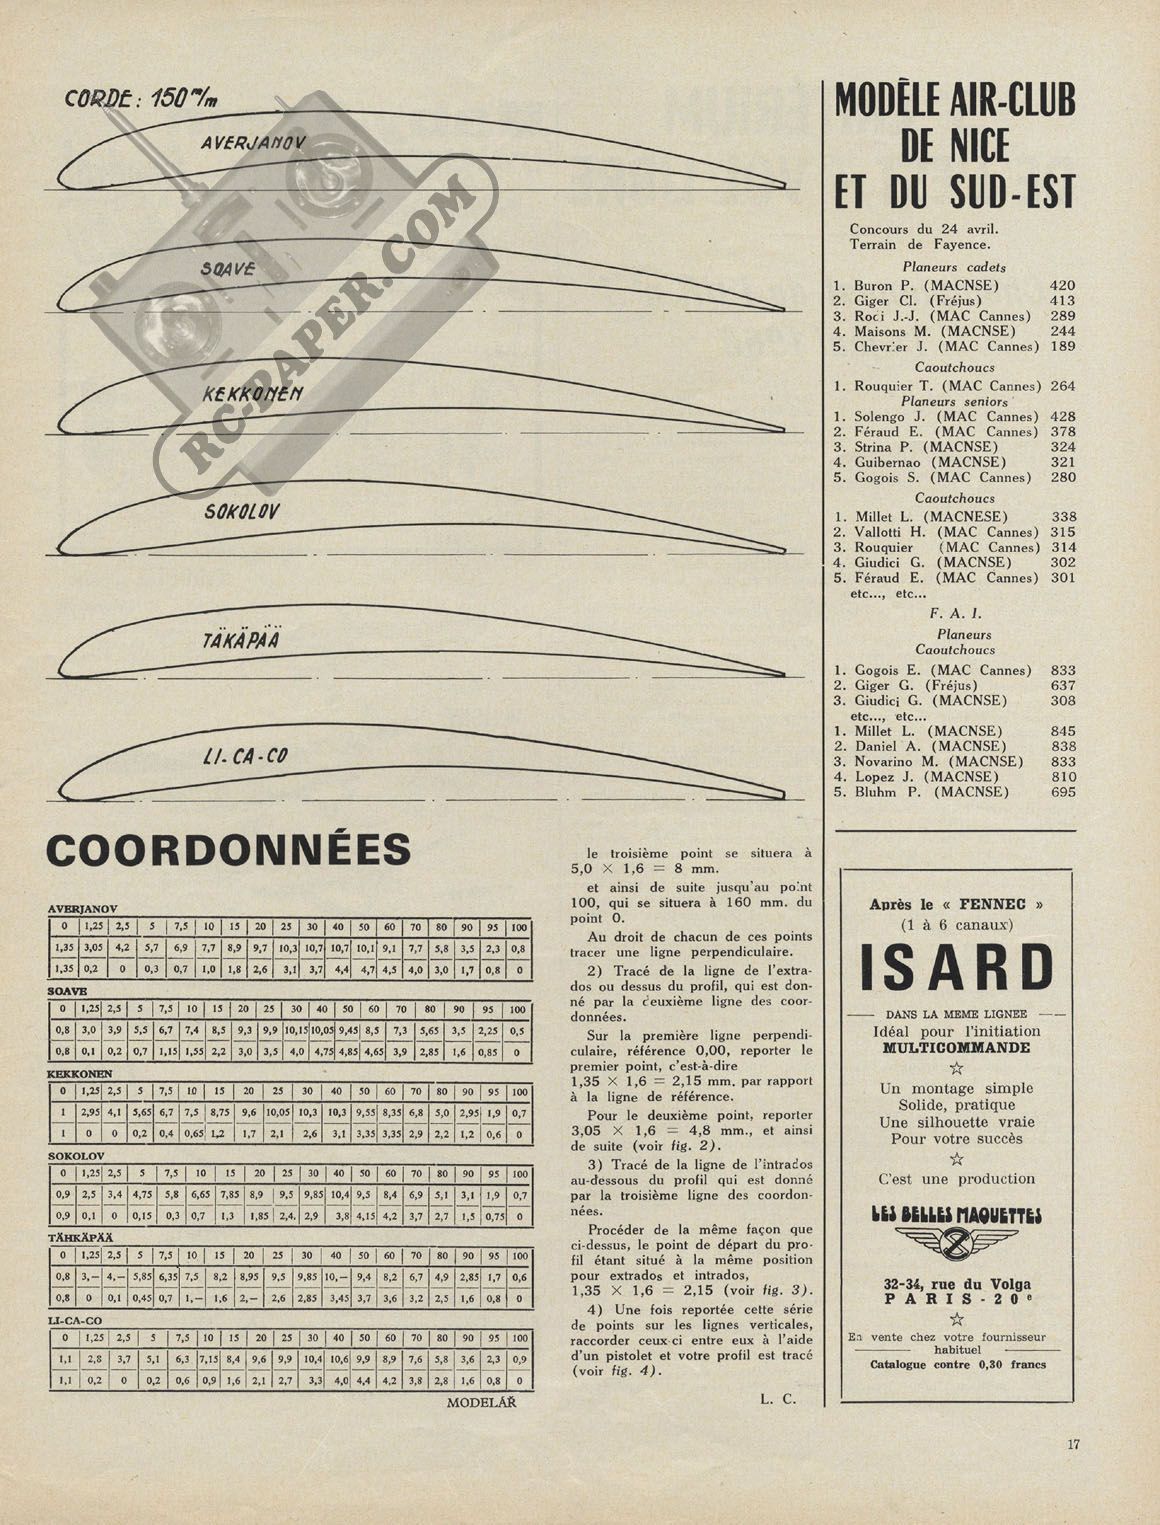 CORDE : 150 m/m
AVERJANOV
SOAVE
KEKKONEN
SOKOLOV
TÄKÄPÄÄ
LI-CA-CO
RC-PAPER.COM
COORDONNÉES
AVERJANOV
0 1,25 2,5 5 7,5 10 15 20 25 30 40 50 60 70 80 90 95 100
1,35 3,05 4,2 5,7 6,9 7,7 8,9 9,7 10,3 10,7 10,7 10,1 9,1 7,7 5,8 3,5 2,3 0,8
1,35 0,2 0 0,3 0,7 1,0 1,8 2,6 3,1 3,7 4,4 4,7 4,5 4,0 3,0 1,7 0,8 0
SOAVE
0 1,25 2,5 5 7,5 10 15 20 25 30 40 50 60 70 80 90 95 100
0,8 3,0 3,9 5,5 6,7 7,4 8,5 9,3 9,9 10,15 10,05 9,45 8,5 7,3 5,65 3,5 2,25 0,5
0,8 0,1 0,2 0,7 1,15 1,55 2,2 3,0 3,5 4,0 4,75 4,85 4,65 3,9 2,85 1,6 0,85 0
KEKKONEN
0 1,25 2,5 5 7,5 10 15 20 25 30 40 50 60 70 80 90 95 100
1 2,95 4,1 5,65 6,7 7,5 8,75 9,6 10,05 10,3 10,3 9,55 8,35 6,8 5,0 2,95 1,9 0,7
1 0 0 0,2 0,4 0,65 1,2 1,7 2,1 2,6 3,1 3,35 3,35 2,9 2,2 1,2 0,6 0
SOKOLOV
0 1,25 2,5 5 7,5 10 15 20 25 30 40 50 60 70 80 90 95 100
0,9 2,5 3,4 4,75 5,8 6,65 7,85 8,9 9,5 9,85 10,4 9,5 8,4 6,9 5,1 3,1 1,9 0,7
0,9 0,1 0 0,15 0,3 0,7 1,3 1,85 2,4. 2,9 3,8 4,15 4,2 3,7 2,7 1,5 0,75 0
TÄHKÄPÄÄ
0 1,25 2,5 5 7,5 10 15 20 25 30 40 50 60 70 80 90 95 100
0,8 3,— 4,— 5,85 6,35 7,5 8,2 8,95 9,5 9,85 10,— 9,4 8,2 6,7 4,9 2,85 1,7 0,6
0,8 0 0,1 0,45 0,7 1,— 1,6 2,— 2,6 2,85 3,45 3,7 3,6 3,2 2,5 1,6 0,8 0
LI-CA-CO
0 1,25 2,5 5 7,5 10 15 20 25 30 40 50 60 70 80 90 95 100
1,1 2,8 3,7 5,1 6,3 7,15 8,4 9,6 9,9 10,4 10,6 9,9 8,9 7,6 5,8 3,6 2,3 0,9
1,1 0,2 0 0,2 0,6 0,9 1,6 2,1 2,7 3,3 4,0 4,4 4,2 3,8 2,8 1,6 0,8 0
MODELÁŘ
le troisième point se situera à
5,0 × 1,6 = 8 mm.
et ainsi de suite jusqu'au point
100, qui se situera à 160 mm. du
point 0.
Au droit de chacun de ces points
tracer une ligne perpendiculaire.
2) Tracé de la ligne de l'extra-
dos ou dessus du profil, qui est don-
né par la deuxième ligne des coor-
données.
Sur la première ligne perpendi-
culaire, référence 0,00, reporter le
premier point, c'est-à-dire
1,35 × 1,6 = 2,15 mm. par rapport
à la ligne de référence.
Pour le deuxième point, reporter
3,05 × 1,6 = 4,8 mm., et ainsi
de suite (voir fig. 2).
3) Tracé de la ligne de l'intrados
au-dessous du profil qui est donné
par la troisième ligne des coordon-
nées.
Procéder de la même façon que
ci-dessus, le point de départ du pro-
fil étant situé à la même position
pour extrados et intrados,
1,35 × 1,6 = 2,15 (voir fig. 3).
4) Une fois reportée cette série
de points sur les lignes verticales,
raccorder ceux-ci entre eux à l'aide
d'un pistolet et votre profil est tracé
(voir fig. 4).
L. C.
MODÈLE AIR-CLUB
DE NICE
ET DU SUD-EST
Concours du 24 avril.
Terrain de Fayence.
Planeurs cadets
1. Buron P. (MACNSE) 420
2. Giger Cl. (Fréjus) 413
3. Roci J.-J. (MAC Cannes) 289
4. Maisons M. (MACNSE) 244
5. Chevrier J. (MAC Cannes) 189
Caoutchoucs
1. Rouquier T. (MAC Cannes) 264
Planeurs seniors
1. Solengo J. (MAC Cannes) 428
2. Féraud E. (MAC Cannes) 378
3. Strina P. (MACNSE) 324
4. Guibernao (MACNSE) 321
5. Gogois S. (MAC Cannes) 280
Caoutchoucs
1. Millet L. (MACNESE) 338
2. Vallotti H. (MAC Cannes) 315
3. Rouquier (MAC Cannes) 314
4. Giudici G. (MACNSE) 302
5. Féraud E. (MAC Cannes) 301
etc..., etc...
F. A. I.
Planeurs
Caoutchoucs
1. Gogois E. (MAC Cannes) 833
2. Giger G. (Fréjus) 637
3. Giudici G. (MACNSE) 308
etc..., etc...
1. Millet L. (MACNSE) 845
2. Daniel A. (MACNSE) 838
3. Novarino M. (MACNSE) 833
4. Lopez J. (MACNSE) 810
5. Bluhm P. (MACNSE) 695
Après le « FENNEC »
(1 à 6 canaux)
ISARD
DANS LA MEME LIGNEE
Idéal pour l'initiation
MULTICOMMANDE
Un montage simple
Solide, pratique
Une silhouette vraie
Pour votre succès
C'est une production
LES BELLES MAQUETTES
32-34, rue du Volga
PARIS-20e
En vente chez votre fournisseur
habituel
Catalogue contre 0,30 francs
17